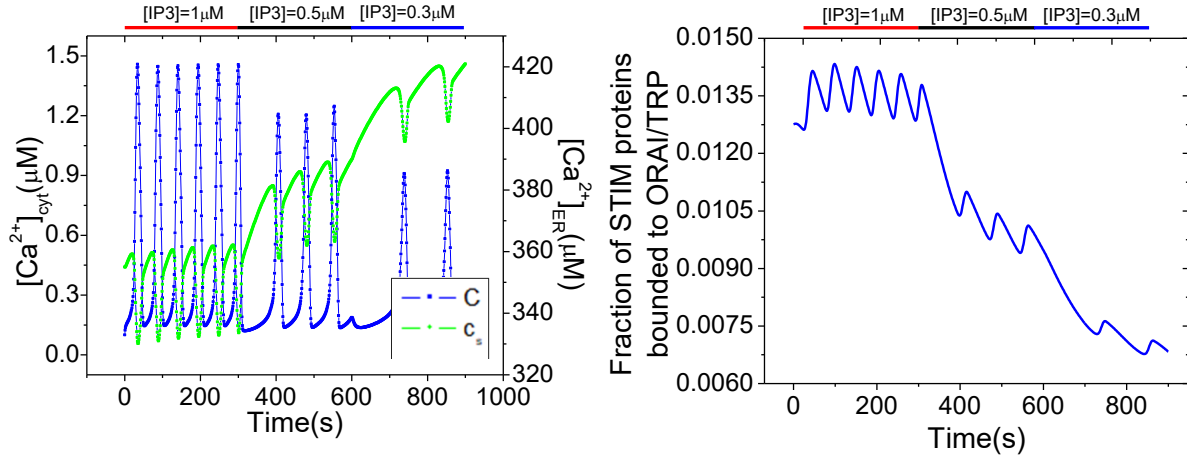 [IP3]=1μM [IP3]=0.5μM [IP3]=0.3μM
1.5
1.2
0.9
0.6
0.3
0.0
[Ca2+]cyt(μM)
420
400
380
360
340
320
[Ca2+]ER(μM)
C
cs
0 200 400 600 800 1000
Time(s)
[IP3]=1μM [IP3]=0.5μM [IP3]=0.3μM
0.0150
0.0135
0.0120
0.0105
0.0090
0.0075
0.0060
Fraction of STIM proteins
bounded to ORAI/TRP
0 200 400 600 800
Time(s)